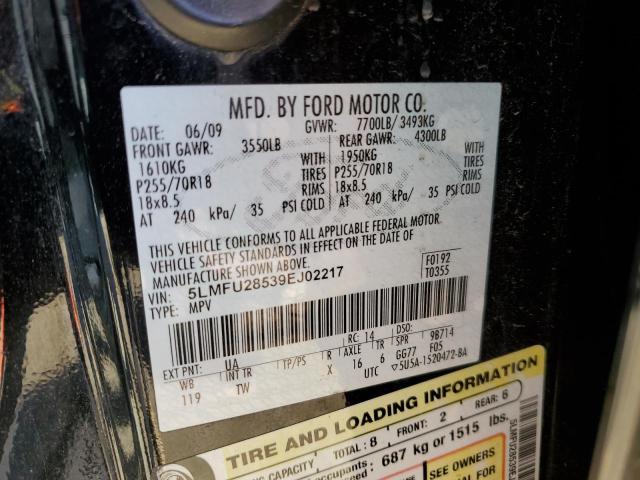 MFD. BY FORD MOTOR CO.
DATE: 06/09 GVWR: 7700LB/ 3493KG
FRONT GAWR: 3550LB REAR GAWR: 4300LB
1610KG WITH 1950KG WITH
P255/70R18 TIRES P255/70R18 TIRES
18x8.5 RIMS 18x8.5 RIMS
AT 240 kPa/ 35 PSI COLD AT 240 kPa/ 35 PSI COLD
THIS VEHICLE CONFORMS TO ALL APPLICABLE FEDERAL MOTOR
VEHICLE SAFETY STANDARDS IN EFFECT ON THE DATE OF
MANUFACTURE SHOWN ABOVE.
VIN: 5LMFU28539EJ02217 F0192
TYPE: MPV T0355
RC: 14 DSO:
EXT PNT: UA R AXLE TR SPR 9B714
WB INT TR TP/PS X 16 6 GG77 F05
119 TW UTC ▽5U5A-1520472-BA
TIRE AND LOADING INFORMATION
NG CAPACITY TOTAL: 8 FRONT: 2 REAR: 6
occupants 687 kg or 1515 lbs.
SEE OWNERS
5LMFU28539E